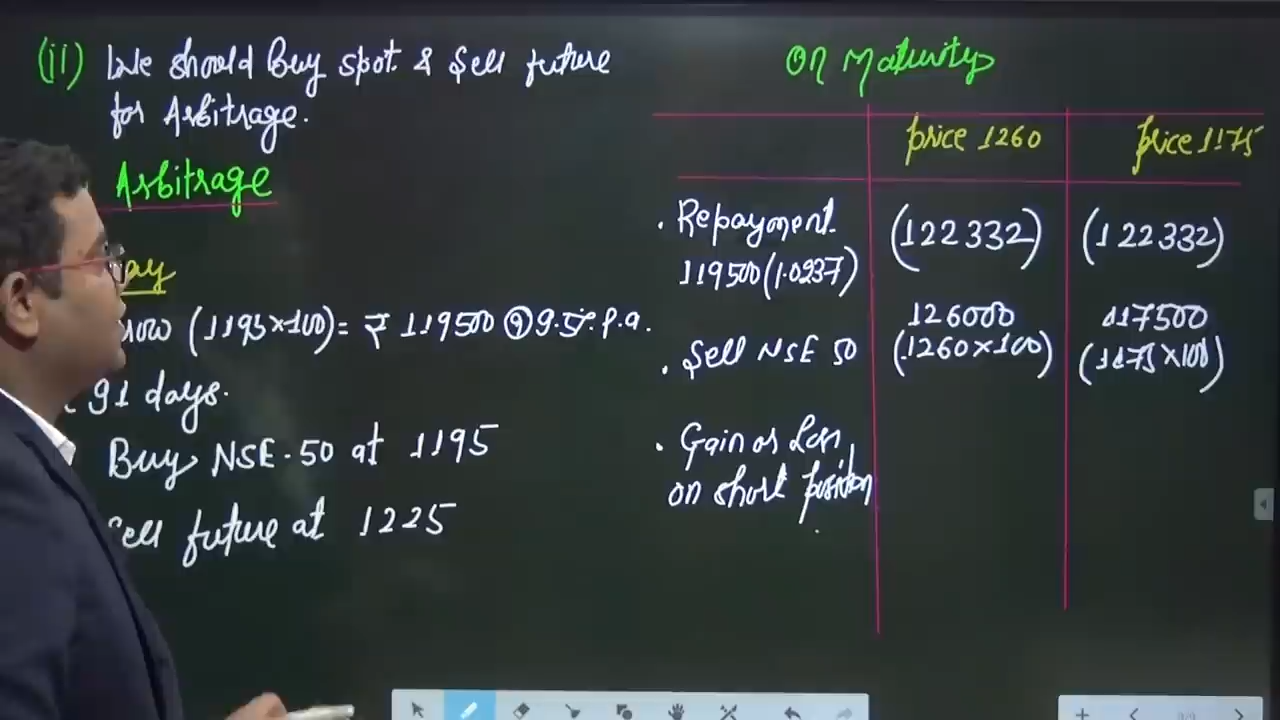 (ii) We should Buy spot & Sell future
for Arbitrage.
Arbitrage
(1195×100)= ₹ 119500 @ 9.5%. p.a.
91 days.
Buy NSE-50 at 1195
Sell future at 1225
On Maturity
price 1260
price 1175
. Repayment
119500(1.0237)
(122332)
(122332)
. Sell NSE 50
126000
(1260×100)
117500
(1175×100)
. Gain or Loss
on short position